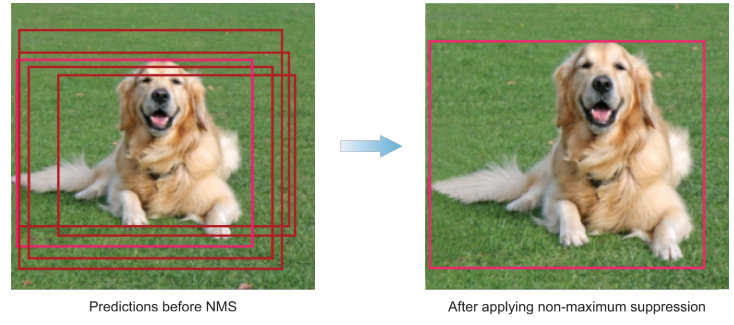 Predictions before NMS
After applying non-maximum suppression